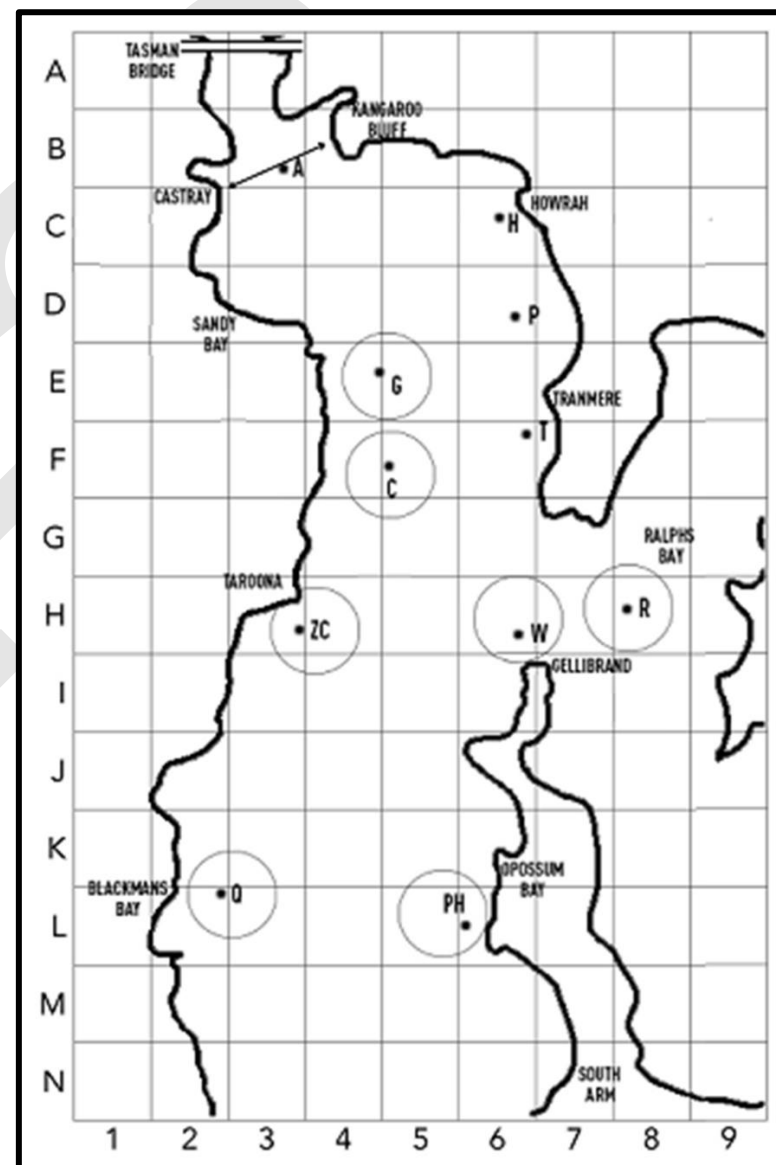 TASMAN
BRIDGE
A
KANGAROO
BLUFF
B
A
CASTRAY
HOWRAH
C
H
D
P
SANDY
BAY
E
G
TRANMERE
F
T
C
G
RALPHS
BAY
TAROONA
H
ZC
W
R
GELLIBRAND
I
J
K
OPOSSUM
BAY
BLACKMANS
BAY
Q
PH
L
M
N
SOUTH
ARM
1 2 3 4 5 6 7 8 9